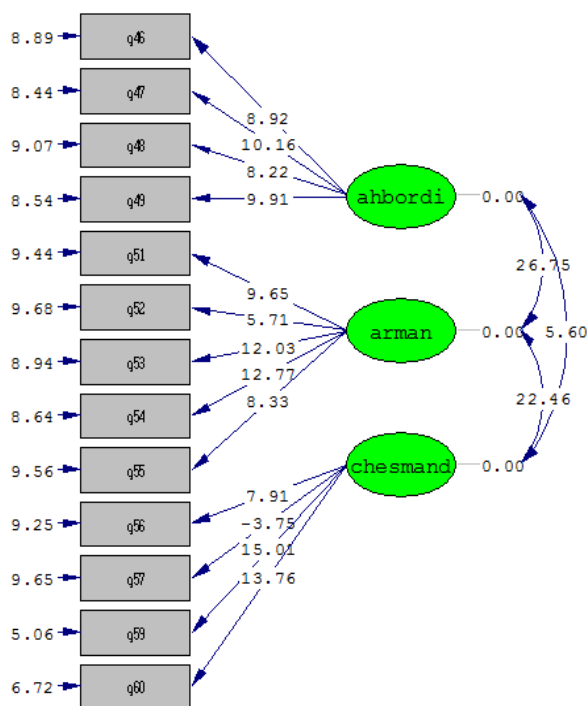 8.89 q46
8.92
8.44 q47
10.16
9.07 q48
8.22
8.54 q49
9.91
ahbordi 0.00
9.44 q51
26.75
9.65
9.68 q52
5.71
arman 0.00 5.60
8.94 q53
12.03
12.77
8.64 q54
8.33
22.46
9.56 q55
chesmand 0.00
7.91
9.25 q56
-3.75
15.01
9.65 q57
13.76
5.06 q59
6.72 q60